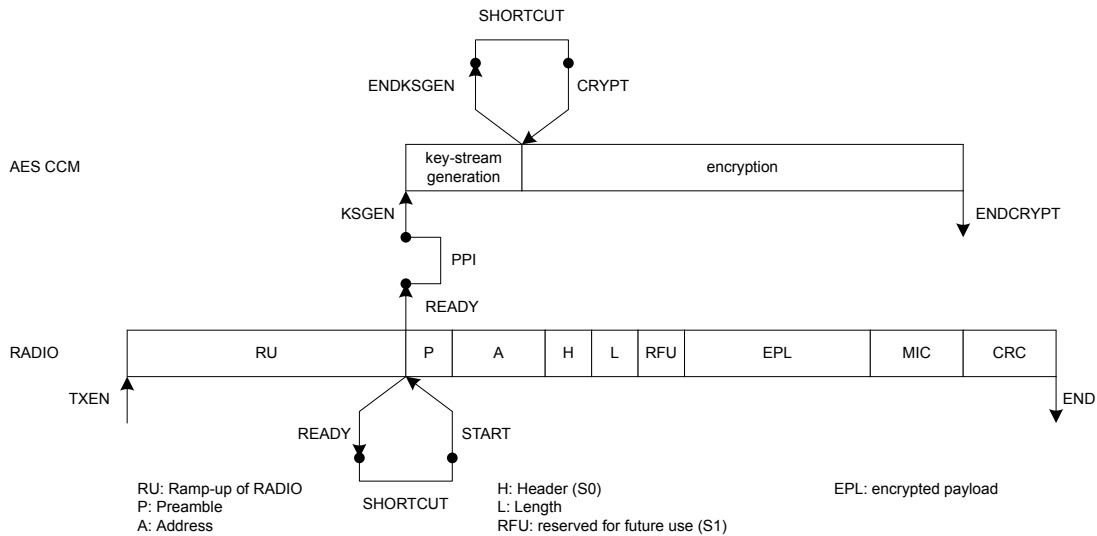 SHORTCUT
ENDKSGEN
CRYPT
AES CCM
key-stream
generation
encryption
KSGEN
ENDCRYPT
PPI
READY
RADIO
RU
P
A
H
L
RFU
EPL
MIC
CRC
TXEN
END
READY
START
SHORTCUT
RU: Ramp-up of RADIO
P: Preamble
A: Address
H: Header (S0)
L: Length
RFU: reserved for future use (S1)
EPL: encrypted payload